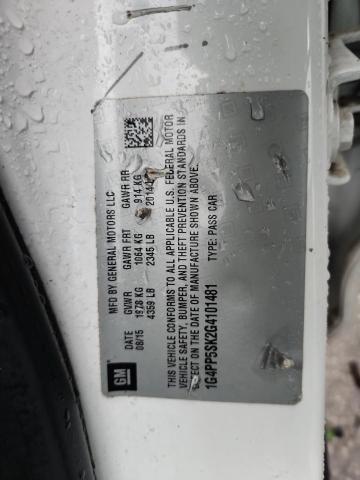 GM
MFD BY GENERAL MOTORS LLC
DATE GVWR GAWR FRT GAWR RR
08/15 1978 KG 1064 KG 914 KG
4359 LB 2345 LB
THIS VEHICLE CONFORMS TO ALL APPLICABLE U.S. FEDERAL MOTOR
VEHICLE SAFETY, BUMPER, AND THEFT PREVENTION STANDARDS IN
EFFECT ON THE DATE OF MANUFACTURE SHOWN ABOVE.
1G4PP5SK2G4101481 TYPE: PASS CAR